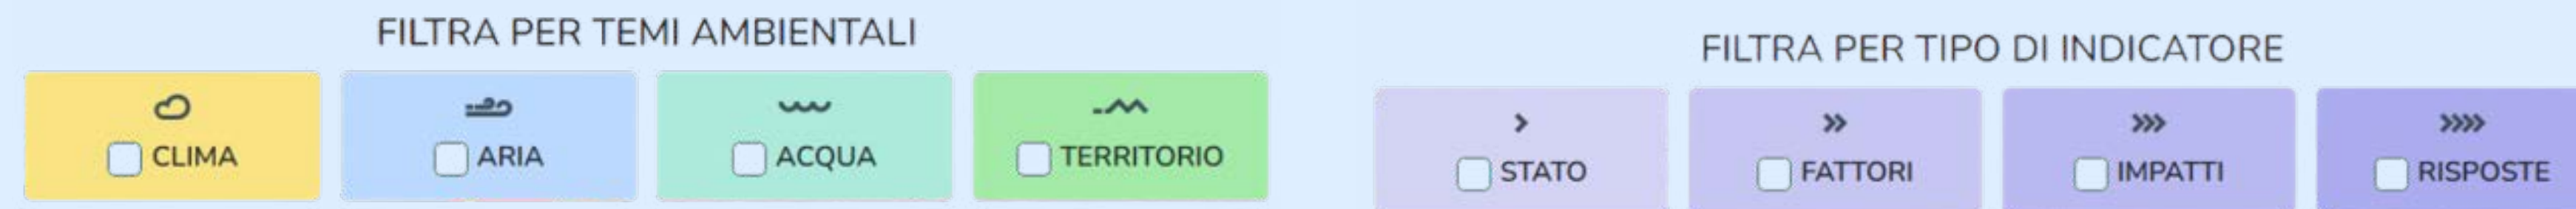 FILTRA PER TEMI AMBIENTALI
CLIMA
ARIA
ACQUA
TERRITORIO
FILTRA PER TIPO DI INDICATORE
STATO
FATTORI
IMPATTI
RISPOSTE